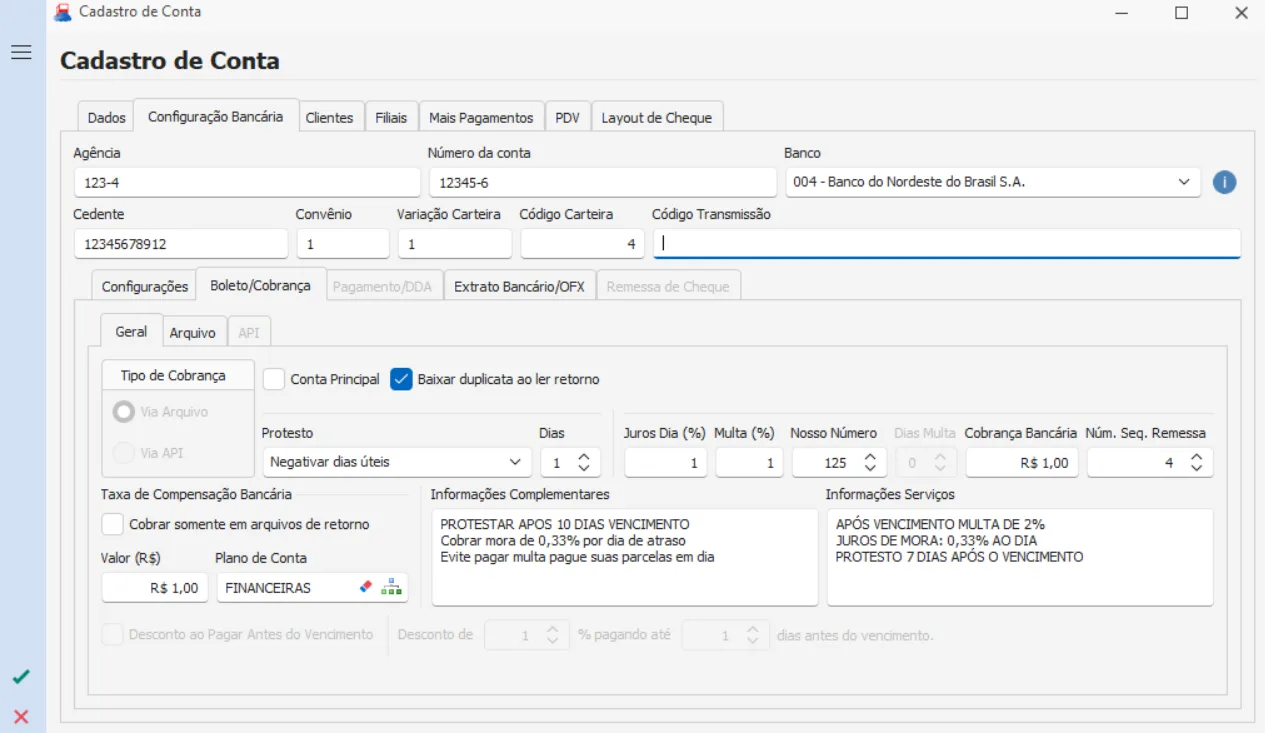 Cadastro de Conta
Cadastro de Conta
Dados Configuração Bancária Clientes Filiais Mais Pagamentos PDV Layout de Cheque
Agência Número da conta Banco
123-4 12345-6 004 - Banco do Nordeste do Brasil S.A. i
Cedente Convênio Variação Carteira Código Carteira Código Transmissão
12345678912 1 1 4
Configurações Boleto/Cobrança Pagamento/DDA Extrato Bancário/OFX Remessa de Cheque
Geral Arquivo API
Tipo de Cobrança Conta Principal Baixar duplicata ao ler retorno
Via Arquivo
Via API
Protesto Dias Juros Dia (%) Multa (%) Nosso Número Dias Multa Cobrança Bancária Núm. Seq. Remessa
Negativar dias úteis 1 1 1 125 0 R$ 1,00 4
Taxa de Compensação Bancária
Cobrar somente em arquivos de retorno
Valor (R$) Plano de Conta
R$ 1,00 FINANCEIRAS
Informações Complementares
PROTESTAR APOS 10 DIAS VENCIMENTO
Cobrar mora de 0,33% por dia de atraso
Evite pagar multa pague suas parcelas em dia
Informações Serviços
APÓS VENCIMENTO MULTA DE 2%
JUROS DE MORA: 0,33% AO DIA
PROTESTO 7 DIAS APÓS O VENCIMENTO
Desconto ao Pagar Antes do Vencimento Desconto de 1 % pagando até 1 dias antes do vencimento.